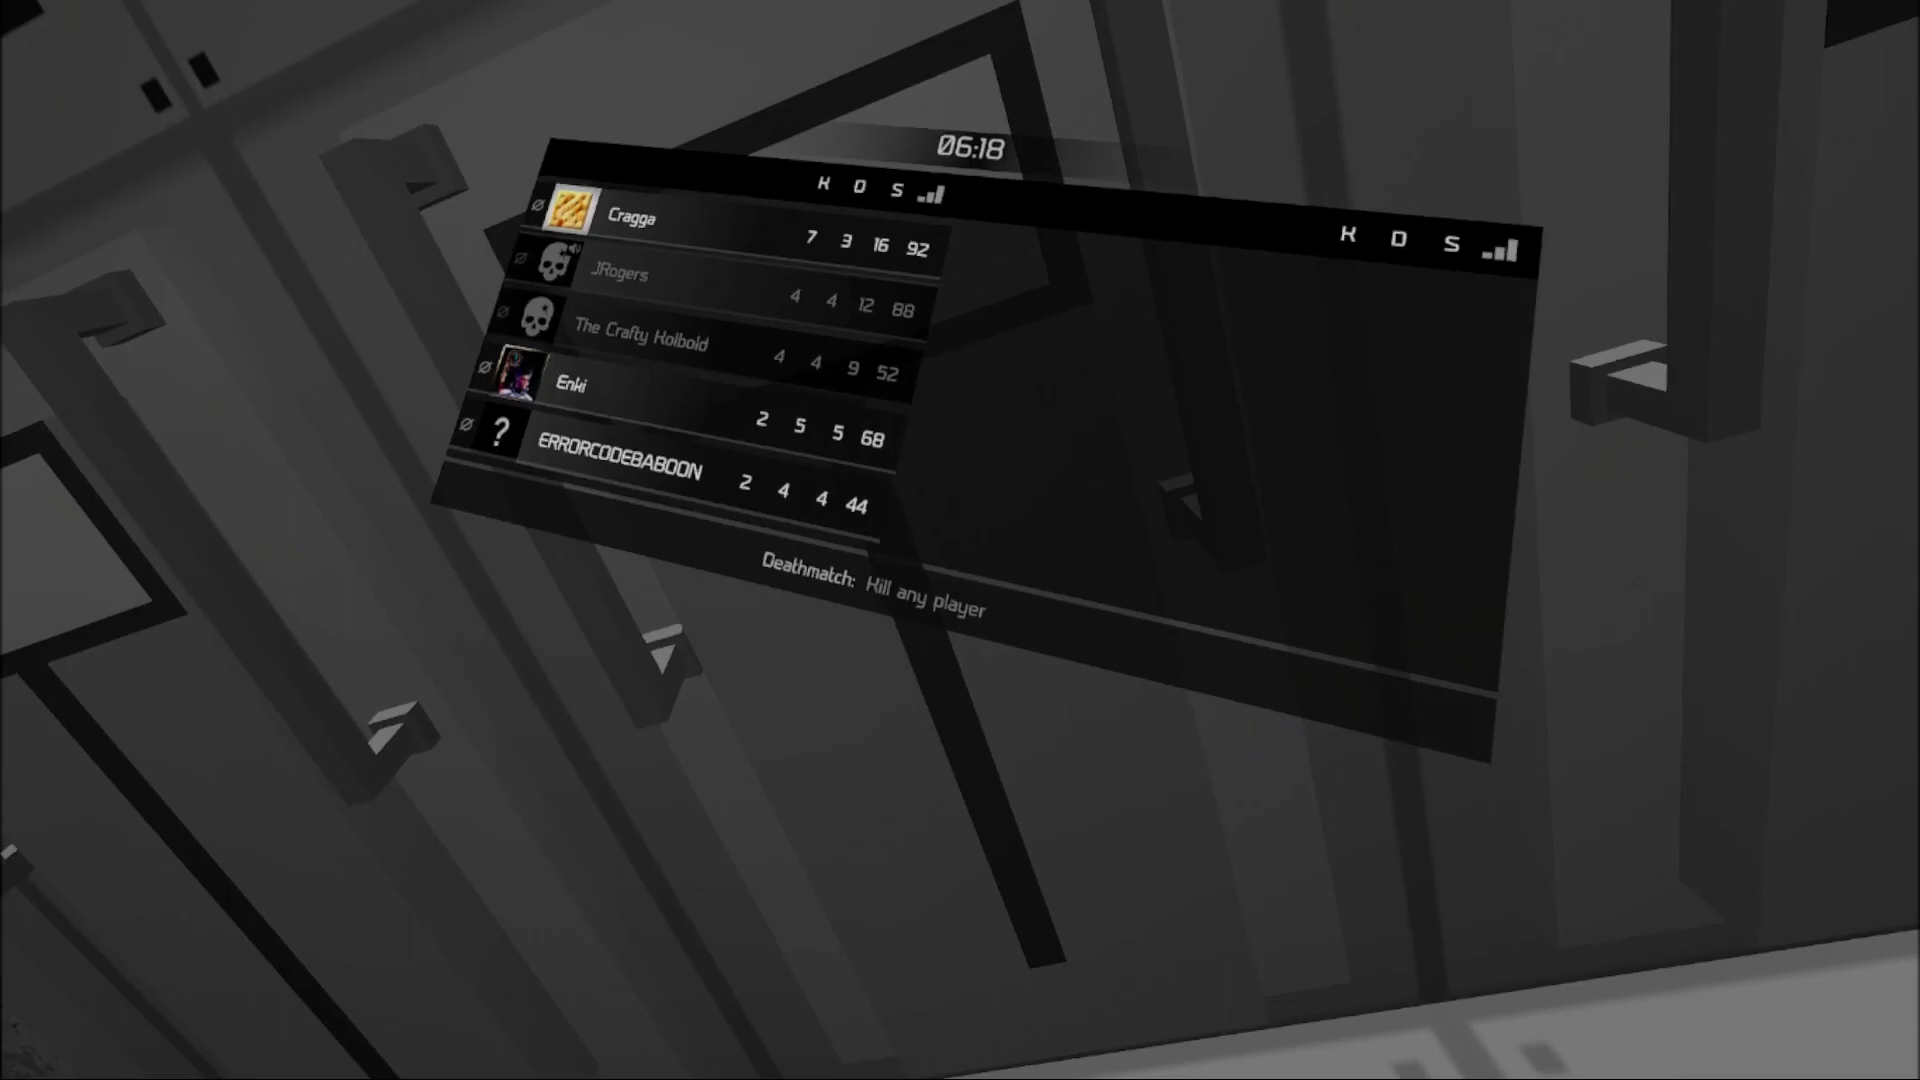 06:18
K D S
K D S
Cragga 7 3 16 92
JRogers 4 4 12 88
The Crafty Kolbold 4 4 9 52
Enki 2 5 5 68
? ERRORCODEBABOON 2 4 4 44
Deathmatch: Kill any player